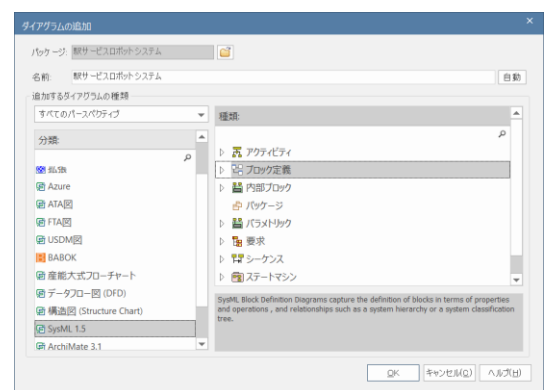 ダイアグラムの追加
パッケージ: 駅サービスロボットシステム
名前: 駅サービスロボットシステム 自動
追加するダイアグラムの種類
すべてのパースペクティブ
分類:
拡張
Azure
ATA図
FTA図
USDM図
BABOK
産能大式フローチャート
データフロー図 (DFD)
構造図 (Structure Chart)
SysML 1.5
ArchiMate 3.1
種類:
アクティビティ
ブロック定義
内部ブロック
パッケージ
パラメトリック
要求
シーケンス
ステートマシン
SysML Block Definition Diagrams capture the definition of blocks in terms of properties
and operations , and relationships such as a system hierarchy or a system classification
tree.
OK キャンセル(C) ヘルプ(H)